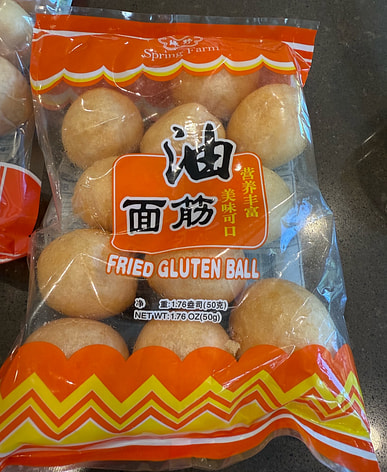 Spring Farm
油
面筋
营养丰富
美味可口
FRIED GLUTEN BALL
净 重:1.76盎司(50克)
NET WT:1.76 OZ(50g)